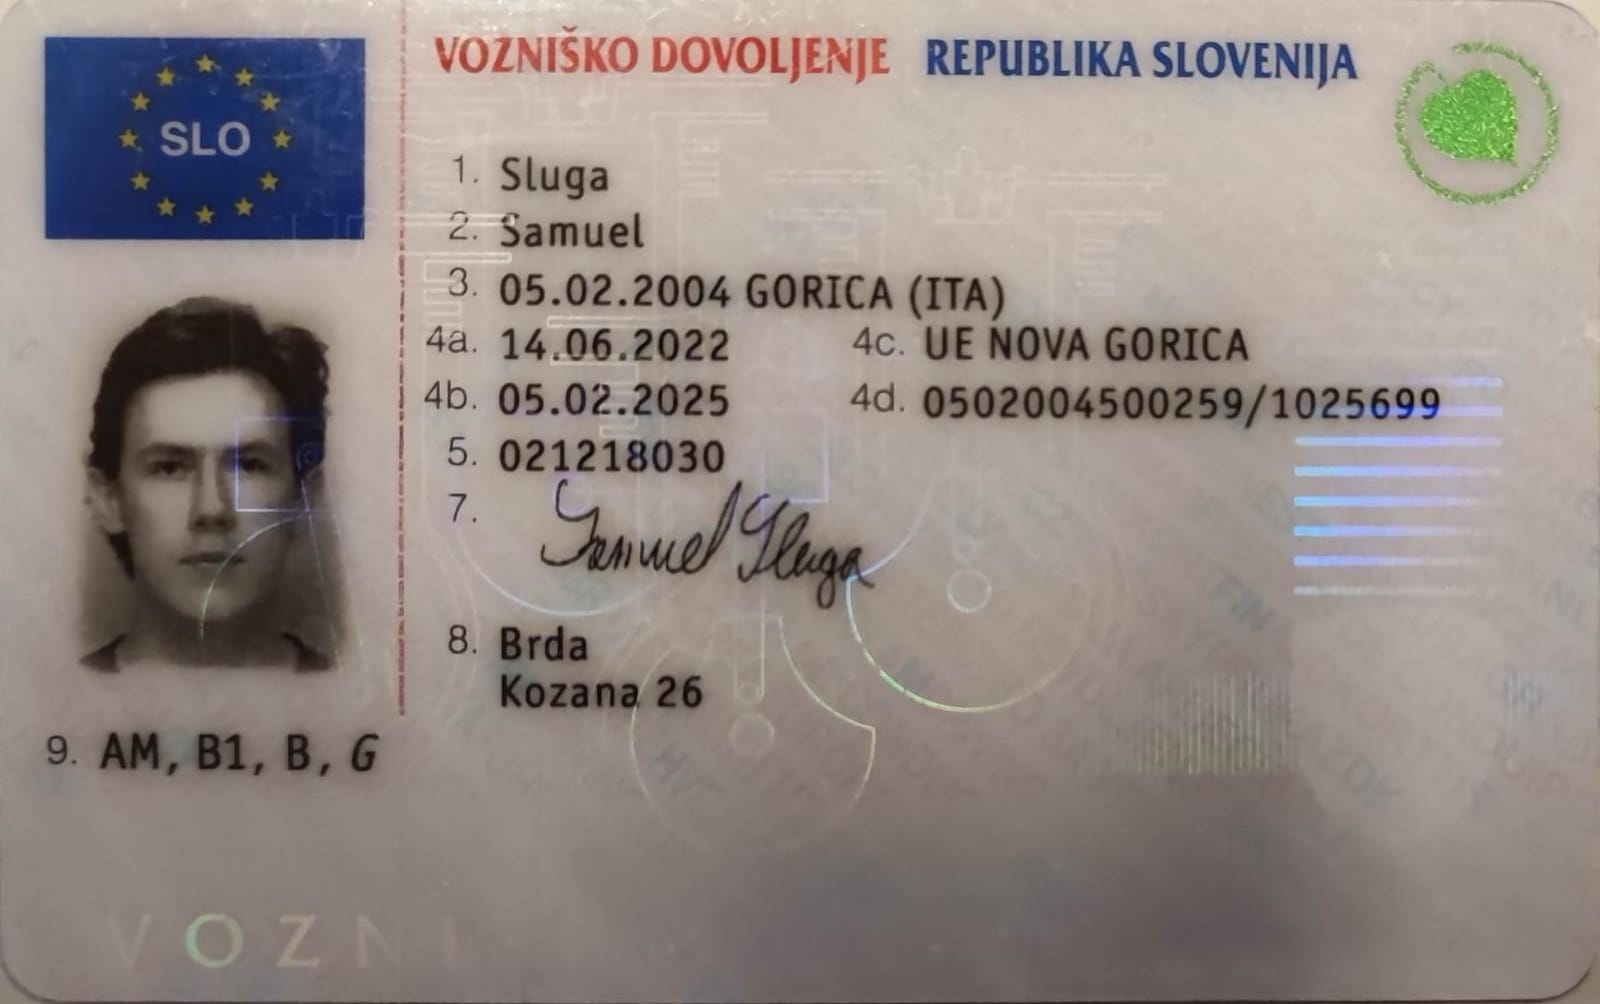 VOZNIŠKO DOVOLJENJE REPUBLIKA SLOVENIJA
SLO
1. Sluga
2. Samuel
3. 05.02.2004 GORICA (ITA)
4a. 14.06.2022 4c. UE NOVA GORICA
4b. 05.02.2025 4d. 0502004500259/1025699
5. 021218030
7. Samuel Sluga
8. Brda
Kozana 26
9. AM, B1, B, G
VOZNI